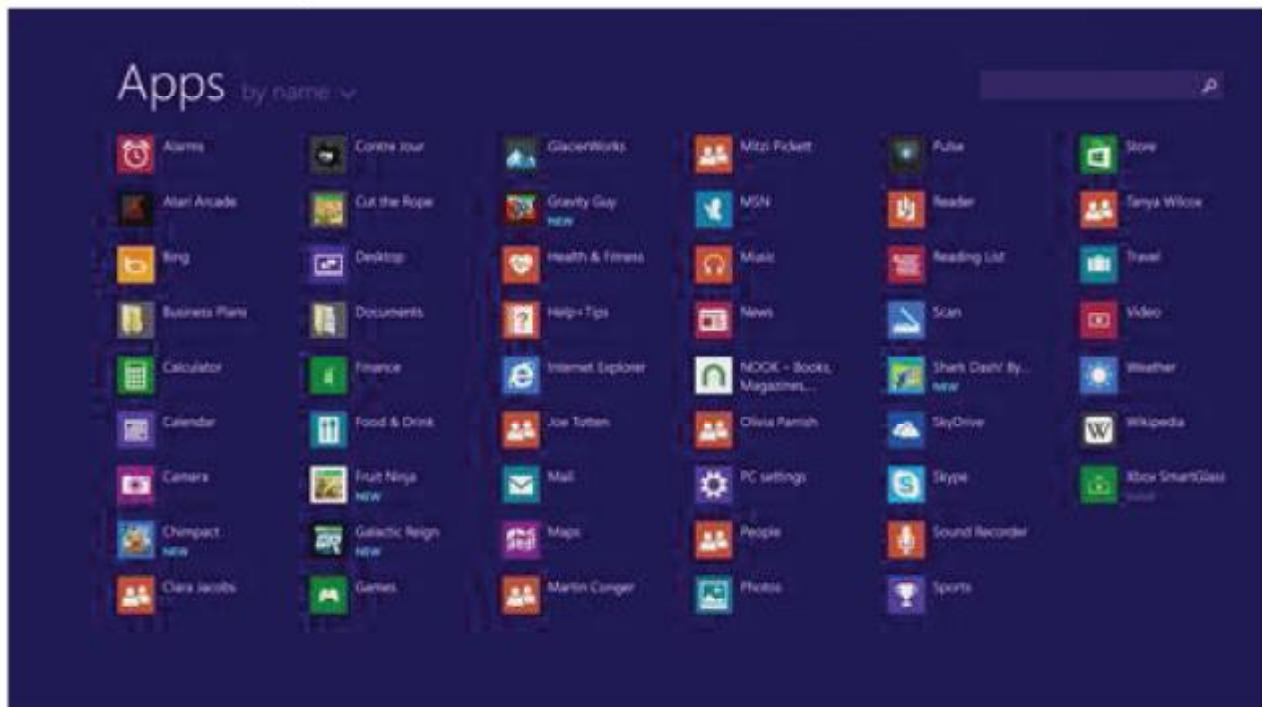 Apps by name
Alarms
Atari Arcade
Bing
Business Plans
Calculator
Calendar
Camera
Chimpact
NEW
Clara Jacobs
Contre Jour
Cut the Rope
Desktop
Documents
Finance
Food & Drink
Fruit Ninja
NEW
Galactic Reign
NEW
Games
GlacierWorks
Gravity Guy
NEW
Health & Fitness
Help+Tips
Internet Explorer
Joe Totten
Mail
Maps
Martin Conger
Mitzi Pickett
MSN
Music
News
NOOK – Books,
Magazines,...
Olivia Parrish
PC settings
People
Photos
Pulse
Reader
Reading List
Scan
Shark Dash! By...
NEW
SkyDrive
Skype
Sound Recorder
Sports
Store
Tanya Wilcox
Travel
Video
Weather
Wikipedia
Xbox SmartGlass